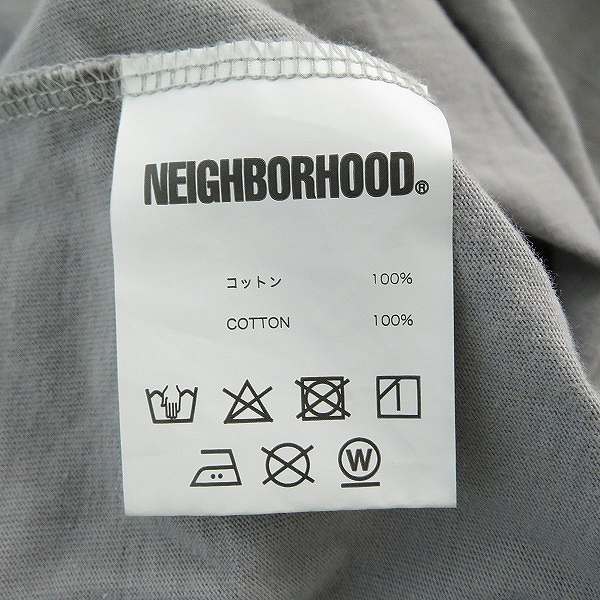 NEIGHBORHOOD®
コットン 100%
COTTON 100%
W